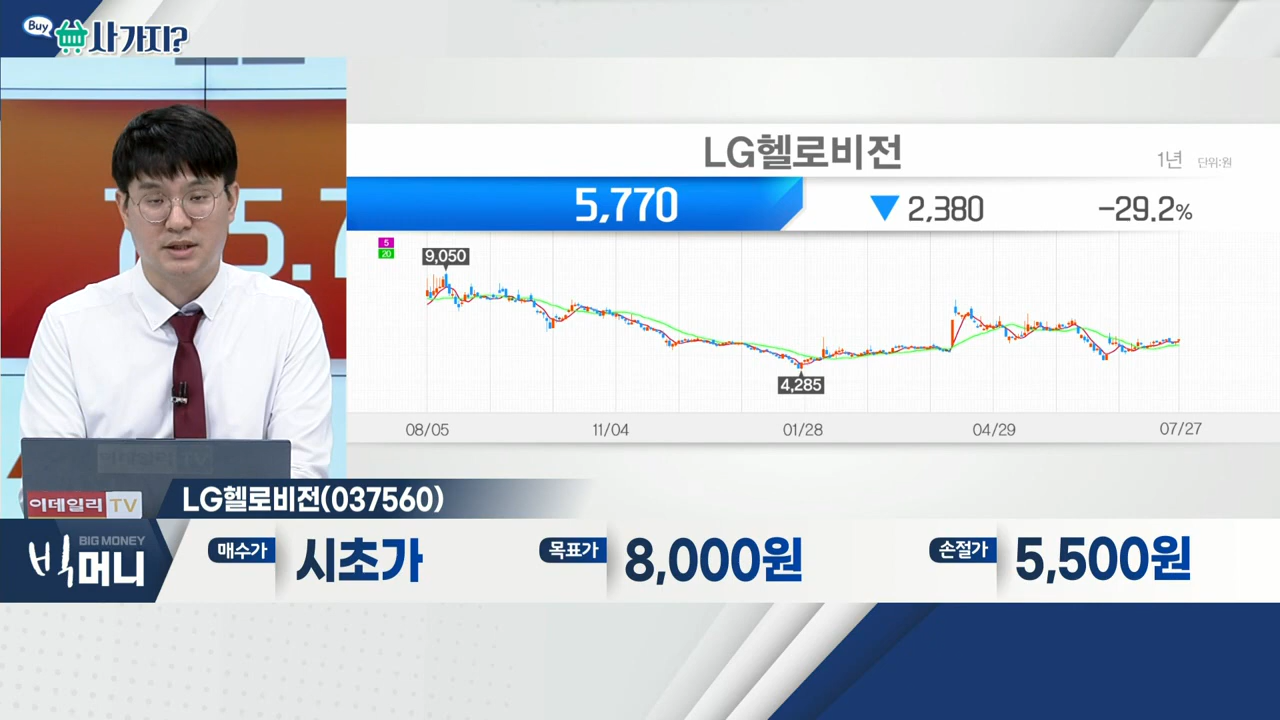 Buy 사가지?
LG헬로비전
1년 단위:원
5,770 ▼ 2,380 -29.2%
5
20
9,050
4,285
08/05 11/04 01/28 04/29 07/27
이데일리 TV
LG헬로비전(037560)
BIG MONEY
빅머니
매수가 시초가 목표가 8,000원 손절가 5,500원